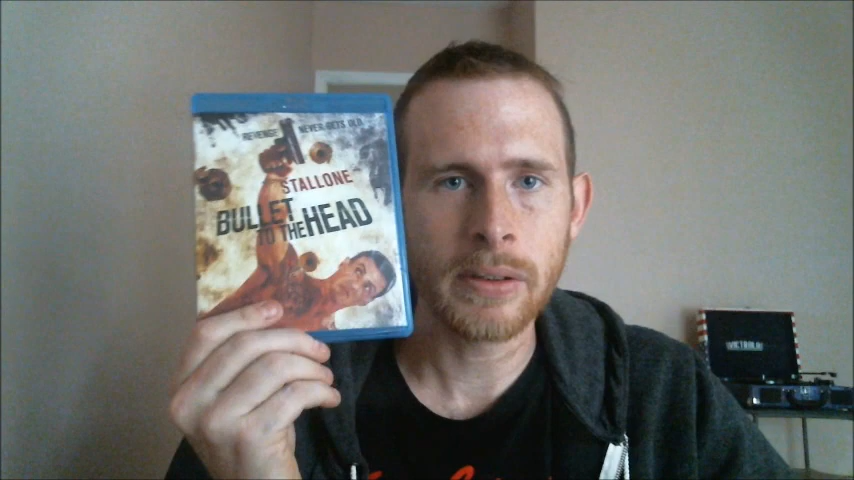 REVENGE NEVER GETS OLD
STALLONE
BULLET
TO THE HEAD
VICTROLA